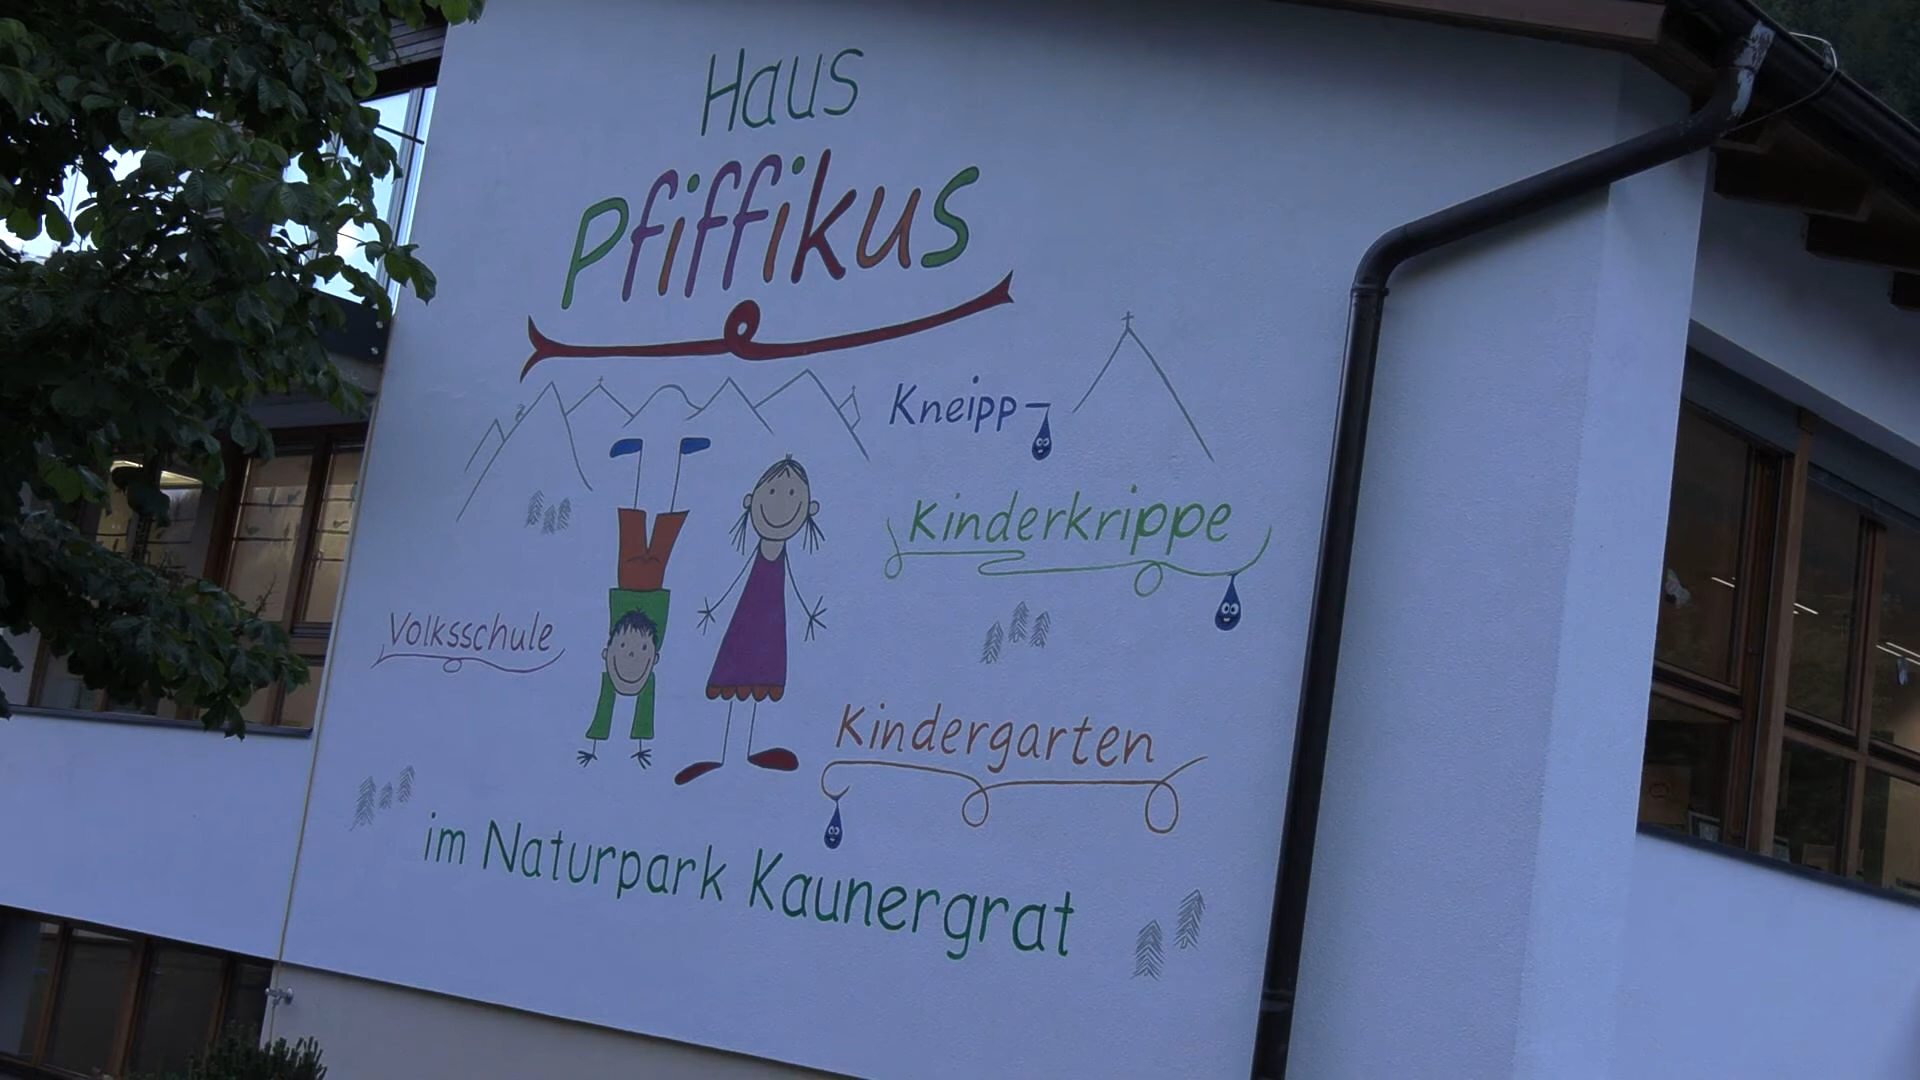 Haus
Pfiffikus
Kneipp-
Kinderkrippe
Volksschule
Kindergarten
im Naturpark Kaunergrat